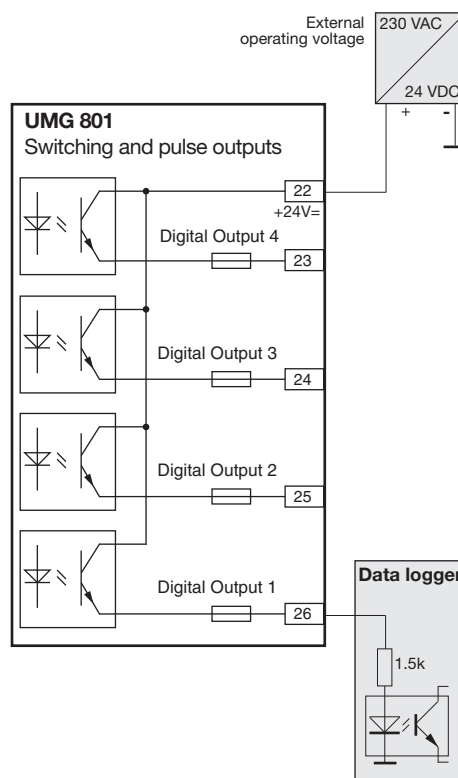 External
operating voltage
230 VAC
24 VDC
+ -
UMG 801
Switching and pulse outputs
22
+24V=
Digital Output 4
23
Digital Output 3
24
Digital Output 2
25
Digital Output 1
26
Data logger
1.5k